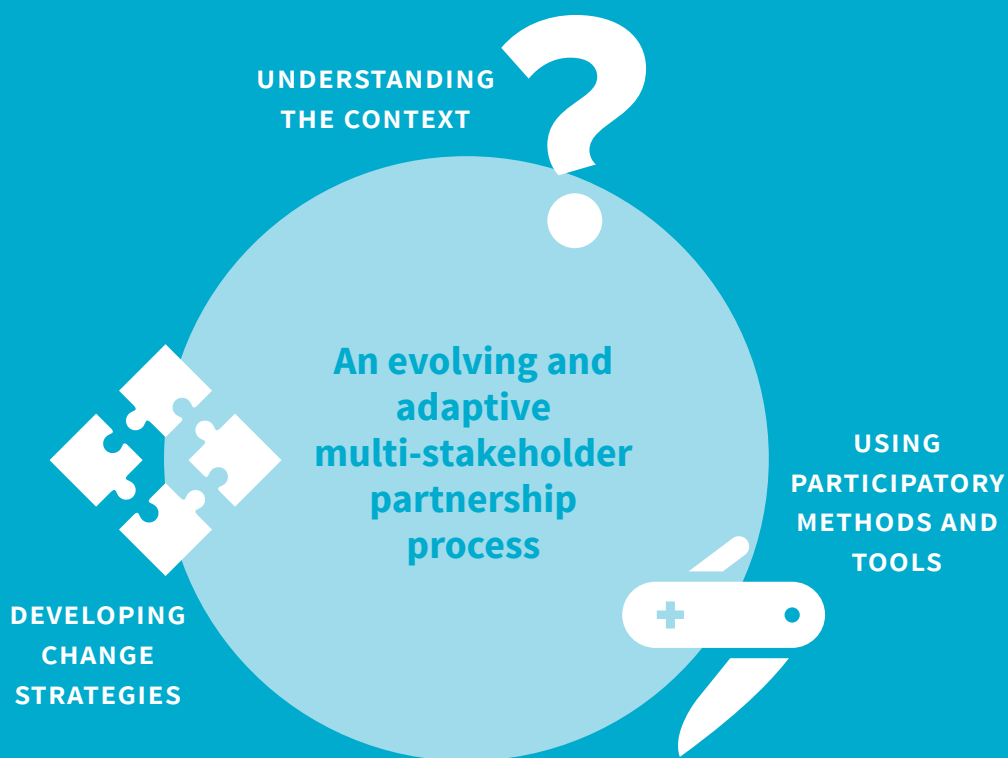 UNDERSTANDING
THE CONTEXT
An evolving and
adaptive
multi-stakeholder
partnership
process
USING
PARTICIPATORY
METHODS AND
TOOLS
DEVELOPING
CHANGE
STRATEGIES